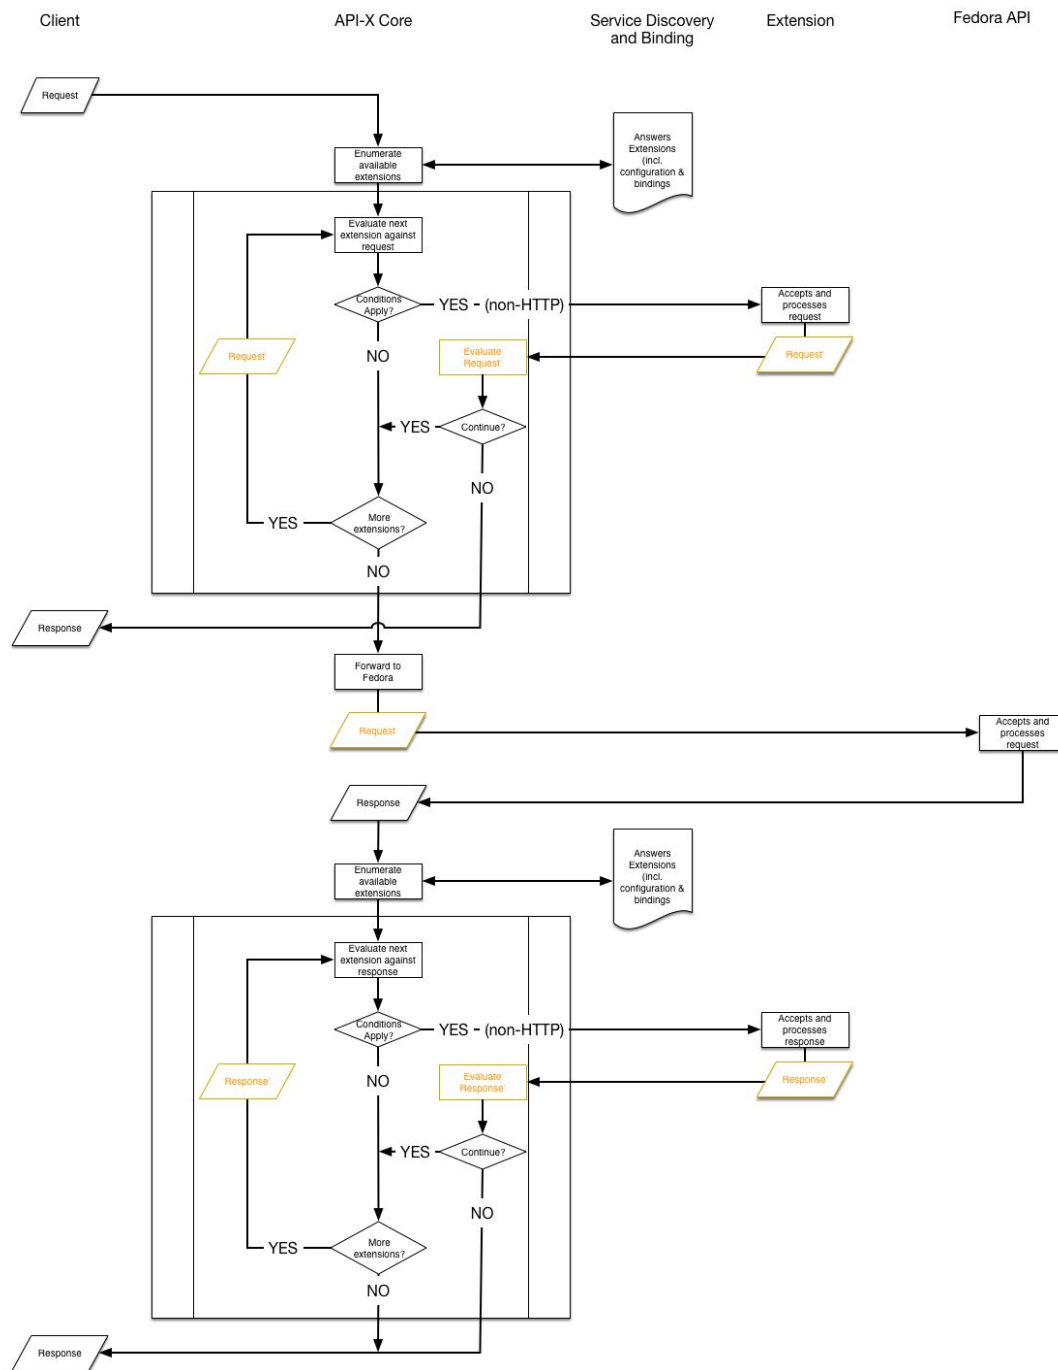 Client
API-X Core
Service Discovery
and Binding
Extension
Fedora API
Request
Enumerate
available
extensions
Answers
Extensions
(incl.
configuration &
bindings
Evaluate next
extension against
request
Conditions
Apply?
YES - (non-HTTP)
Accepts and
processes
request
NO
Request'
Evaluate
Request'
Request'
YES
Continue?
NO
YES
More
extensions?
NO
Response
Forward to
Fedora
Request'
Accepts and
processes
request
Response
Enumerate
available
extensions
Answers
Extensions
(incl.
configuration &
bindings
Evaluate next
extension against
response
Conditions
Apply?
YES - (non-HTTP)
Accepts and
processes
response
NO
Response'
Evaluate
Response'
Response'
YES
Continue?
NO
YES
More
extensions?
NO
Response